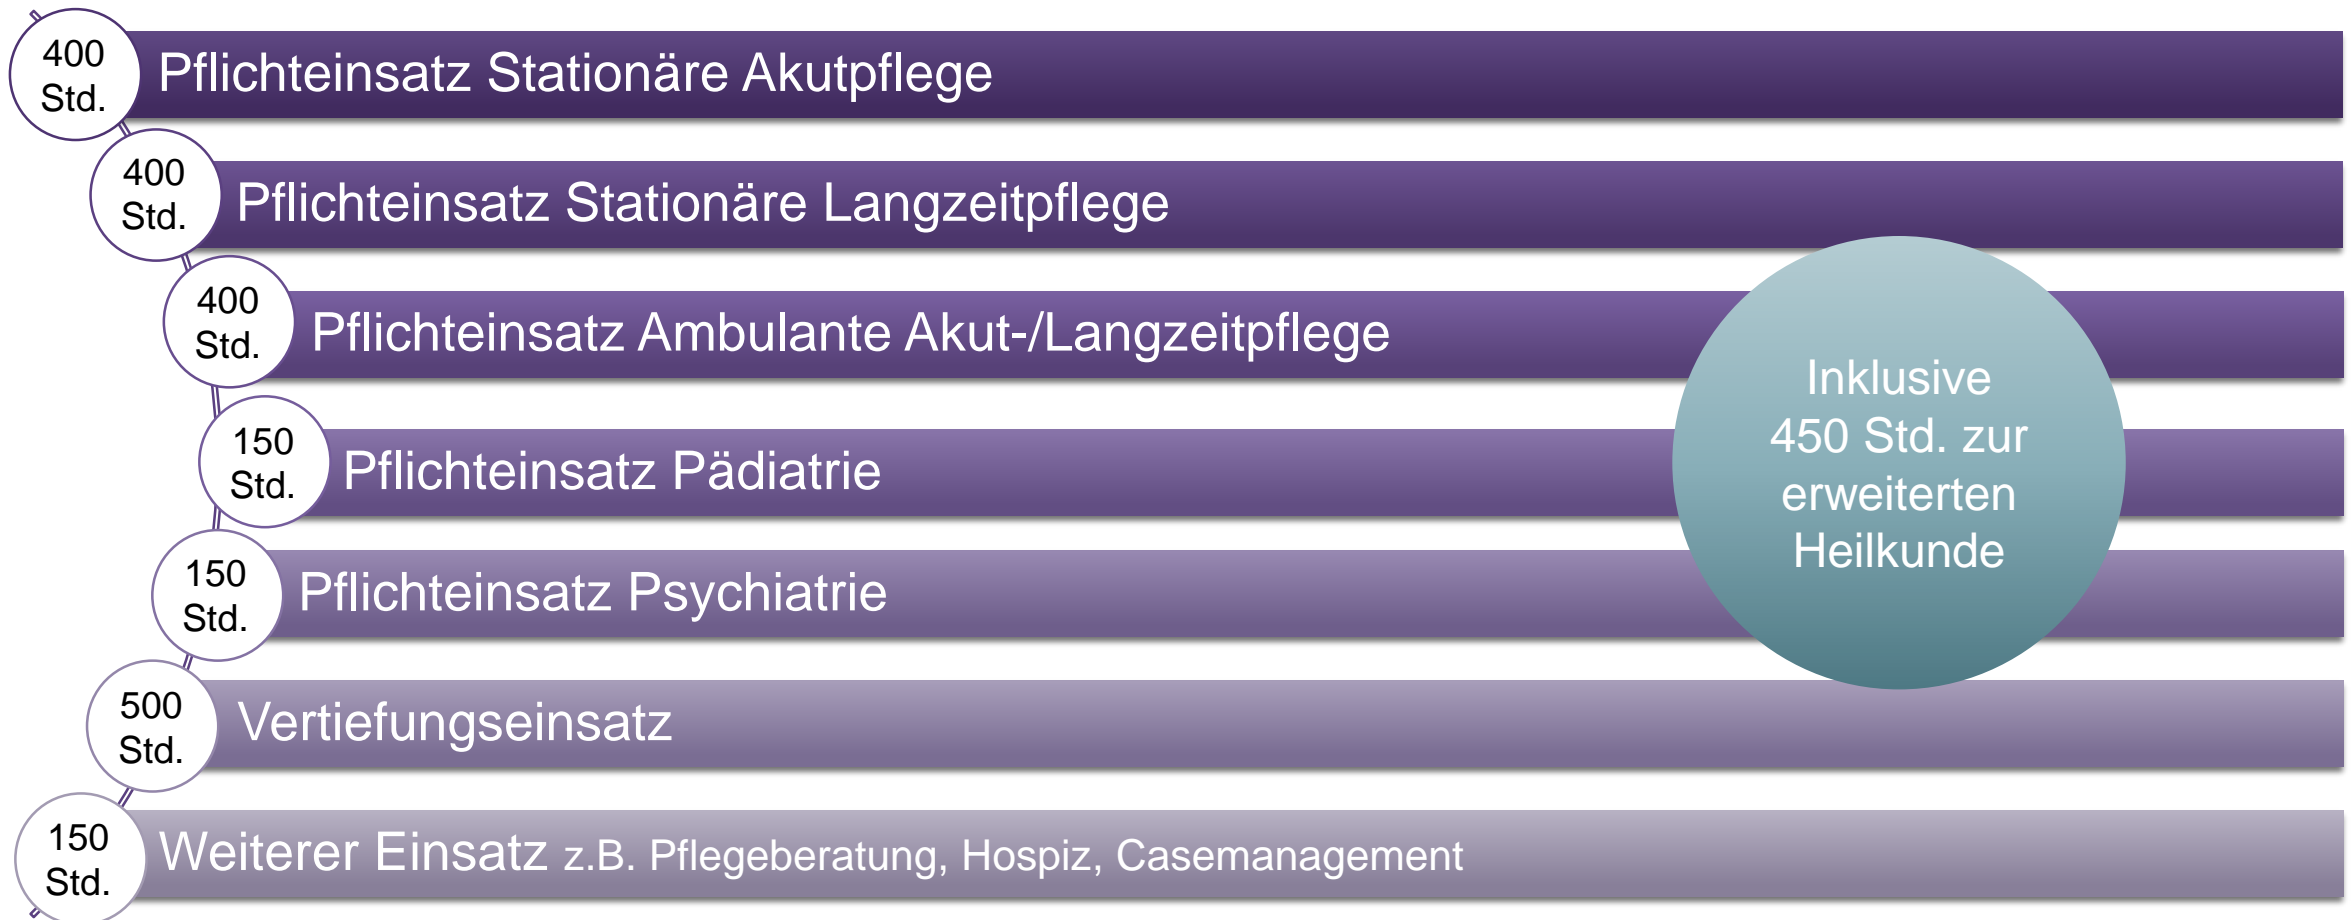 400
Std.
Pflichteinsatz Stationäre Akutpflege
400
Std.
Pflichteinsatz Stationäre Langzeitpflege
400
Std.
Pflichteinsatz Ambulante Akut-/Langzeitpflege
150
Std.
Pflichteinsatz Pädiatrie
150
Std.
Pflichteinsatz Psychiatrie
500
Std.
Vertiefungseinsatz
150
Std.
Weiterer Einsatz z.B. Pflegeberatung, Hospiz, Casemanagement
Inklusive
450 Std. zur
erweiterten
Heilkunde